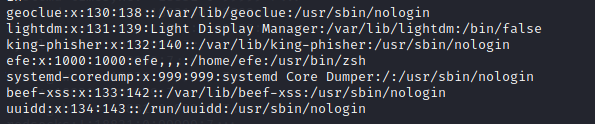 geoclue:x:130:138::/var/lib/geoclue:/usr/sbin/nologin
lightdm:x:131:139:Light Display Manager:/var/lib/lightdm:/bin/false
king-phisher:x:132:140::/var/lib/king-phisher:/usr/sbin/nologin
efe:x:1000:1000:efe,,,:/home/efe:/usr/bin/zsh
systemd-coredump:x:999:999:systemd Core Dumper:/:/usr/sbin/nologin
beef-xss:x:133:142::/var/lib/beef-xss:/usr/sbin/nologin
uuidd:x:134:143::/run/uuidd:/usr/sbin/nologin